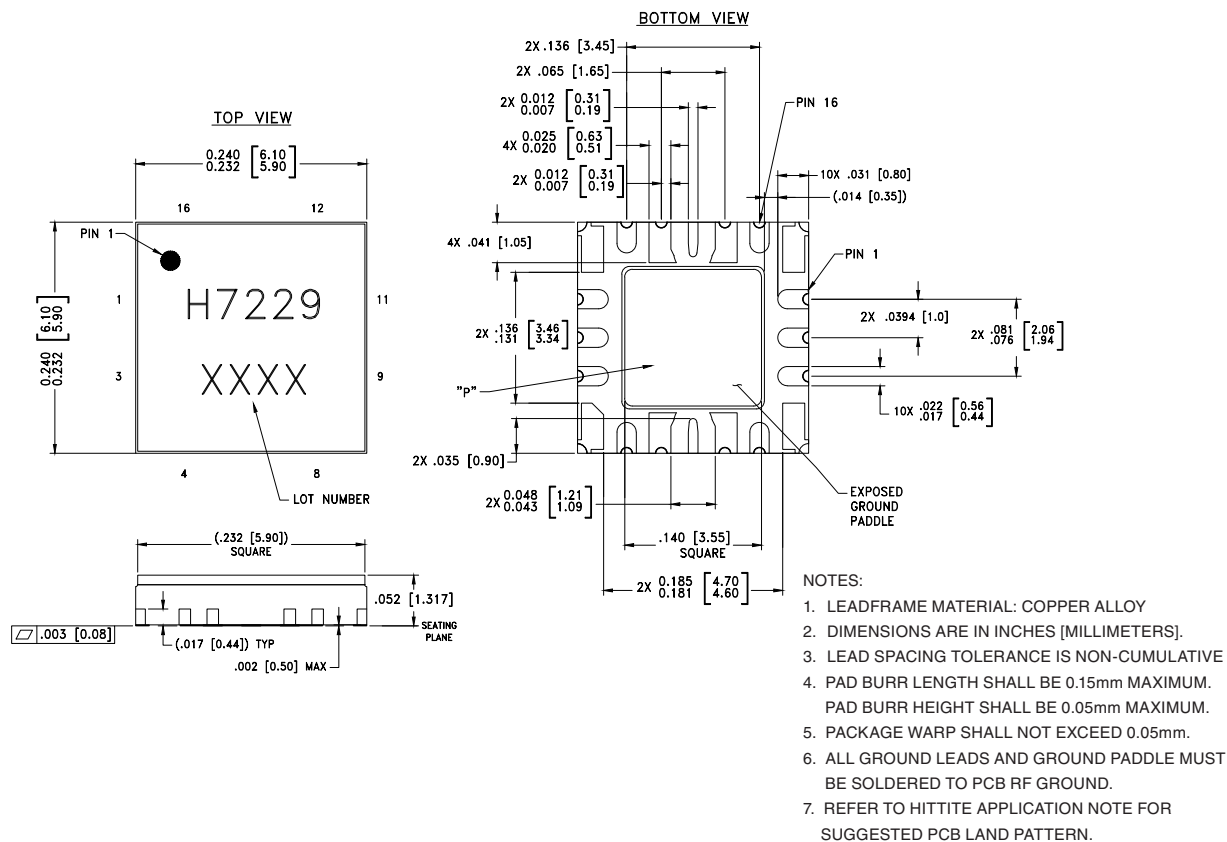 BOTTOM VIEW
2X .136 [3.45]
2X .065 [1.65]
2X 0.012 [0.31]
0.007 [0.19]
4X 0.025 [0.63]
0.020 [0.51]
2X 0.012 [0.31]
0.007 [0.19]
PIN 16
10X .031 [0.80]
(.014 [0.35])
4X .041 [1.05]
PIN 1
2X .136 [3.46]
.131 [3.34]
2X .0394 [1.0]
2X .081 [2.06]
.076 [1.94]
"P"
10X .022 [0.56]
.017 [0.44]
2X .035 [0.90]
2X 0.048 [1.21]
0.043 [1.09]
EXPOSED
GROUND
PADDLE
.140 [3.55]
SQUARE
2X 0.185 [4.70]
0.181 [4.60]
TOP VIEW
0.240 [6.10]
0.232 [5.90]
16
12
PIN 1
0.240 [6.10]
0.232 [5.90]
1
H7229
11
3
XXXX
9
4
8
LOT NUMBER
(.232 [5.90])
SQUARE
.052 [1.317]
SEATING
PLANE
.003 [0.08]
(.017 [0.44]) TYP
.002 [0.50] MAX
NOTES:
1. LEADFRAME MATERIAL: COPPER ALLOY
2. DIMENSIONS ARE IN INCHES [MILLIMETERS].
3. LEAD SPACING TOLERANCE IS NON-CUMULATIVE
4. PAD BURR LENGTH SHALL BE 0.15mm MAXIMUM.
PAD BURR HEIGHT SHALL BE 0.05mm MAXIMUM.
5. PACKAGE WARP SHALL NOT EXCEED 0.05mm.
6. ALL GROUND LEADS AND GROUND PADDLE MUST
BE SOLDERED TO PCB RF GROUND.
7. REFER TO HITTITE APPLICATION NOTE FOR
SUGGESTED PCB LAND PATTERN.